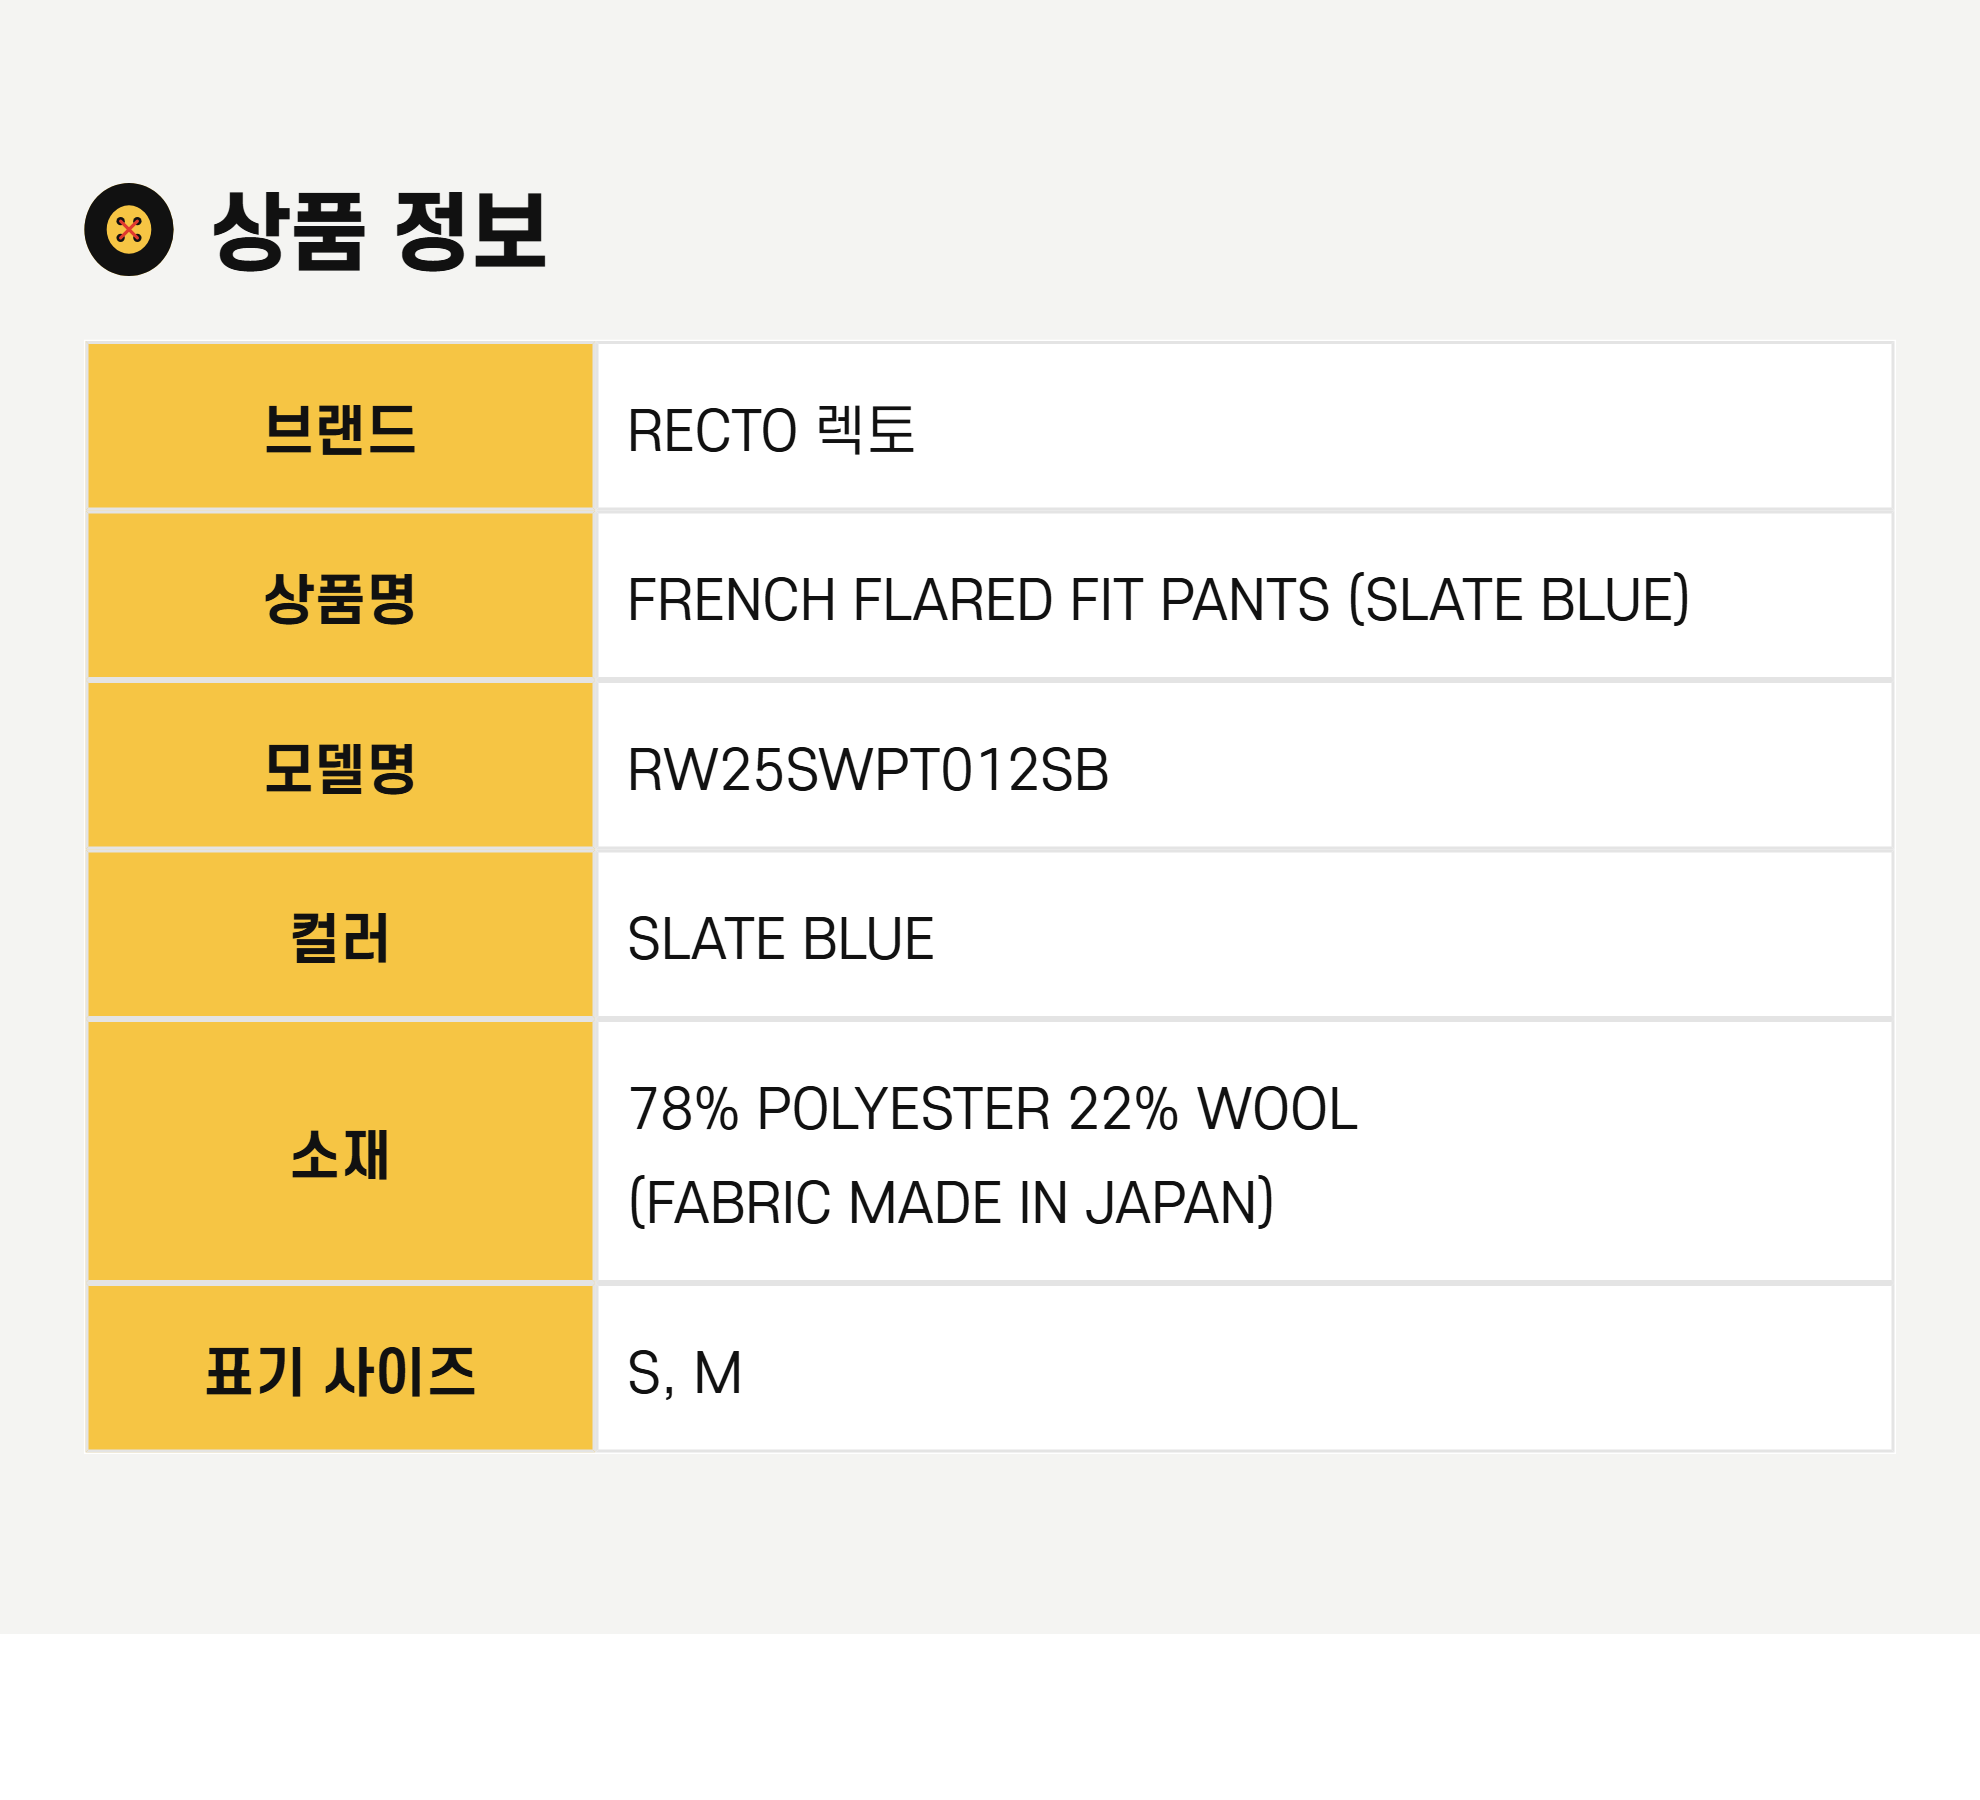 상품 정보
브랜드 RECTO 렉토
상품명 FRENCH FLARED FIT PANTS (SLATE BLUE)
모델명 RW25SWPT012SB
컬러 SLATE BLUE
소재 78% POLYESTER 22% WOOL
(FABRIC MADE IN JAPAN)
표기 사이즈 S, M